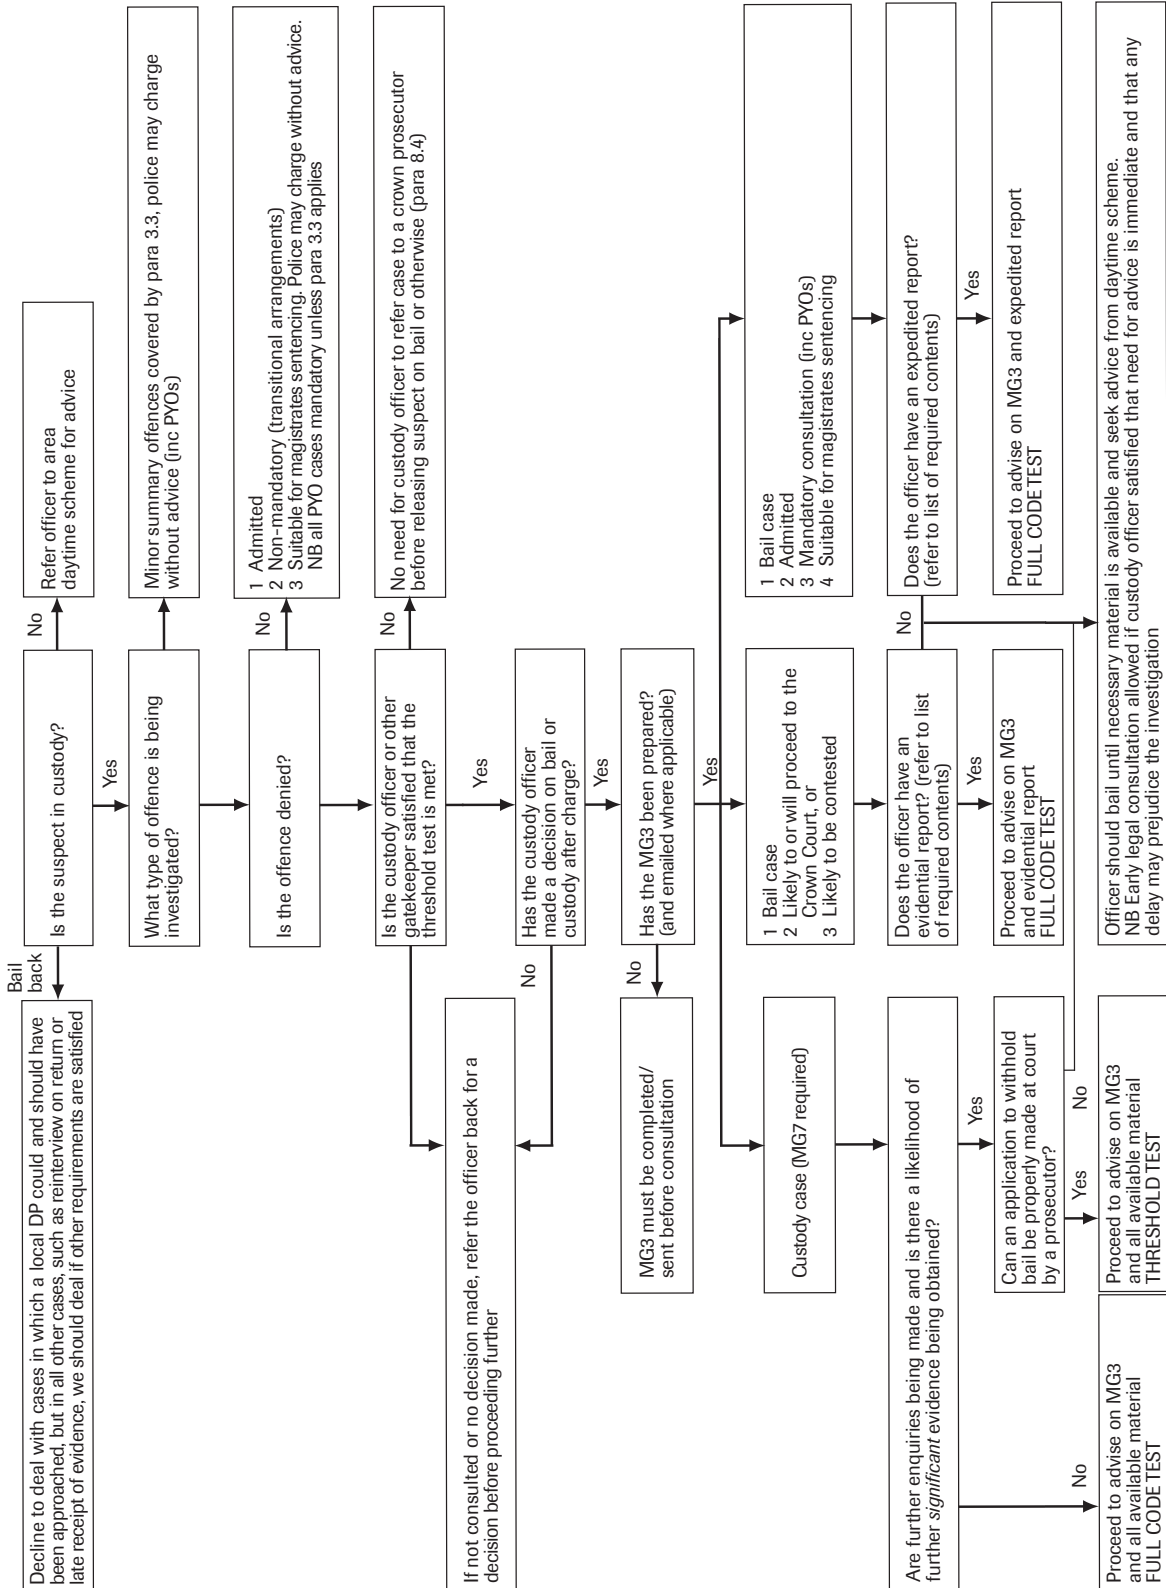 Is the suspect in custody?
No
Refer officer to area
daytime scheme for advice
Bail
back
Decline to deal with cases in which a local DP could and should have
been approached, but in all other cases, such as reinterview on return or
late receipt of evidence, we should deal if other requirements are satisfied
Yes
What type of offence is being
investigated?
Minor summary offences covered by para 3.3, police may charge
without advice (inc PYOs)
Is the offence denied?
No
1 Admitted
2 Non-mandatory (transitional arrangements)
3 Suitable for magistrates sentencing. Police may charge without advice.
NB all PYO cases mandatory unless para 3.3 applies
Is the custody officer or other
gatekeeper satisfied that the
threshold test is met?
No
No need for custody officer to refer case to a crown prosecutor
before releasing suspect on bail or otherwise (para 8.4)
Yes
If not consulted or no decision made, refer the officer back for a
decision before proceeding further
Has the custody officer
made a decision on bail or
custody after charge?
No
Yes
Has the MG3 been prepared?
(and emailed where applicable)
No
MG3 must be completed/
sent before consultation
Yes
Custody case (MG7 required)
1 Bail case
2 Likely to or will proceed to the
Crown Court, or
3 Likely to be contested
1 Bail case
2 Admitted
3 Mandatory consultation (inc PYOs)
4 Suitable for magistrates sentencing
Are further enquiries being made and is there a likelihood of
further significant evidence being obtained?
Does the officer have an
evidential report? (refer to list
of required contents)
No
Does the officer have an expedited report?
(refer to list of required contents)
Yes
Can an application to withhold
bail be properly made at court
by a prosecutor?
Yes
Proceed to advise on MG3
and evidential report
FULL CODE TEST
Yes
Proceed to advise on MG3 and expedited report
FULL CODE TEST
No
Proceed to advise on MG3
and all available material
FULL CODE TEST
Yes
Proceed to advise on MG3
and all available material
THRESHOLD TEST
No
Officer should bail until necessary material is available and seek advice from daytime scheme.
NB Early legal consultation allowed if custody officer satisfied that need for advice is immediate and that any
delay may prejudice the investigation